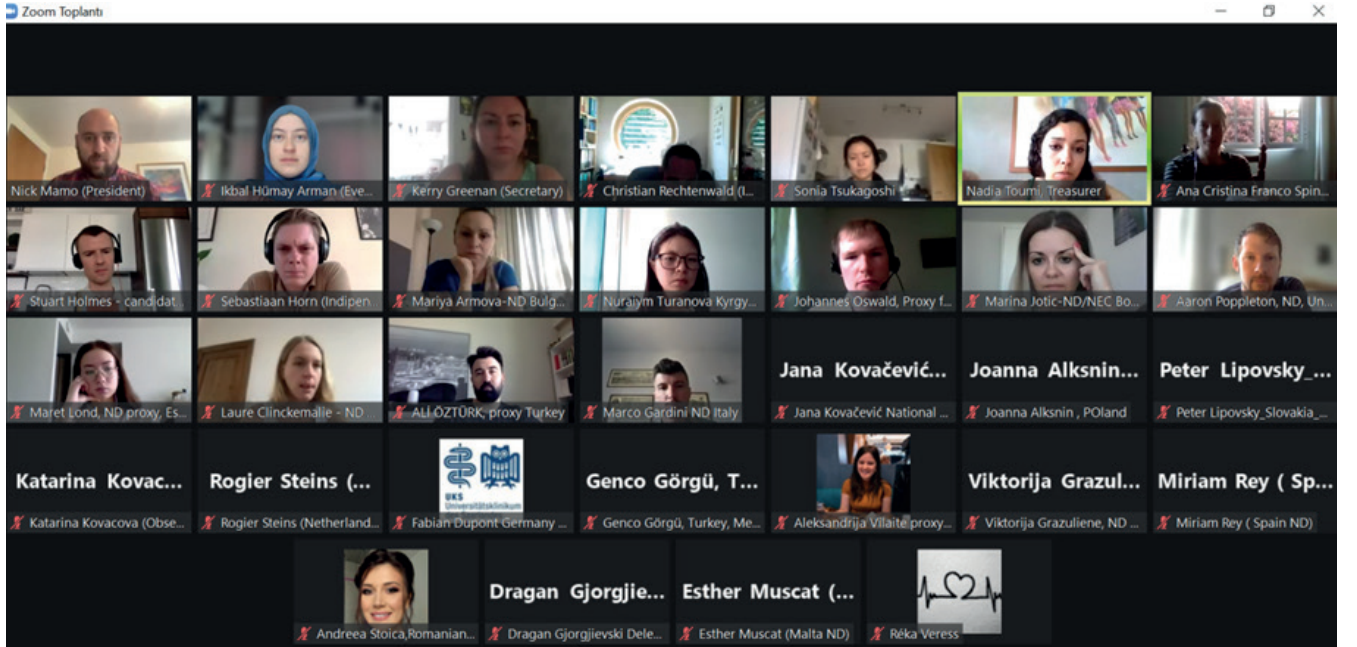 Zoom Toplantı
Nick Mamo (President)
Ikbal Hümay Arman (Eve...
Kerry Greenan (Secretary)
Christian Rechtenwald (I...
Sonia Tsukagoshi
Nadia Toumi, Treasurer
Ana Cristina Franco Spin...
Stuart Holmes - candidat...
Sebastiaan Horn (Indipen...
Mariya Armova-ND Bulg...
Nuraiym Turanova Kyrgy...
Johannes Oswald, Proxy f...
Marina Jotic-ND/NEC Bo...
Aaron Poppleton, ND, Un...
Maret Lond, ND proxy, Es...
Laure Clinckemalie - ND
ALİ ÖZTÜRK, proxy Turkey
Marco Gardini ND Italy
Jana Kovačević...
Jana Kovačević National ...
Joanna Alksnin...
Joanna Alksnin , POland
Peter Lipovsky_...
Peter Lipovsky_Slovakia_...
Katarina Kovac...
Katarina Kovacova (Obse...
Rogier Steins (...
Rogier Steins (Netherland...
UKS
Universitätsklinikum
Fabian Dupont Germany ...
Genco Görgü, T...
Genco Görgü, Turkey, Me...
Aleksandrija Vilaite proxy...
Viktorija Grazul...
Viktorija Grazuliene, ND ...
Miriam Rey ( Sp...
Miriam Rey ( Spain ND)
Andreea Stoica,Romanian...
Dragan Gjorgjie...
Dragan Gjorgjievski Dele...
Esther Muscat (...
Esther Muscat (Malta ND)
Réka Veress